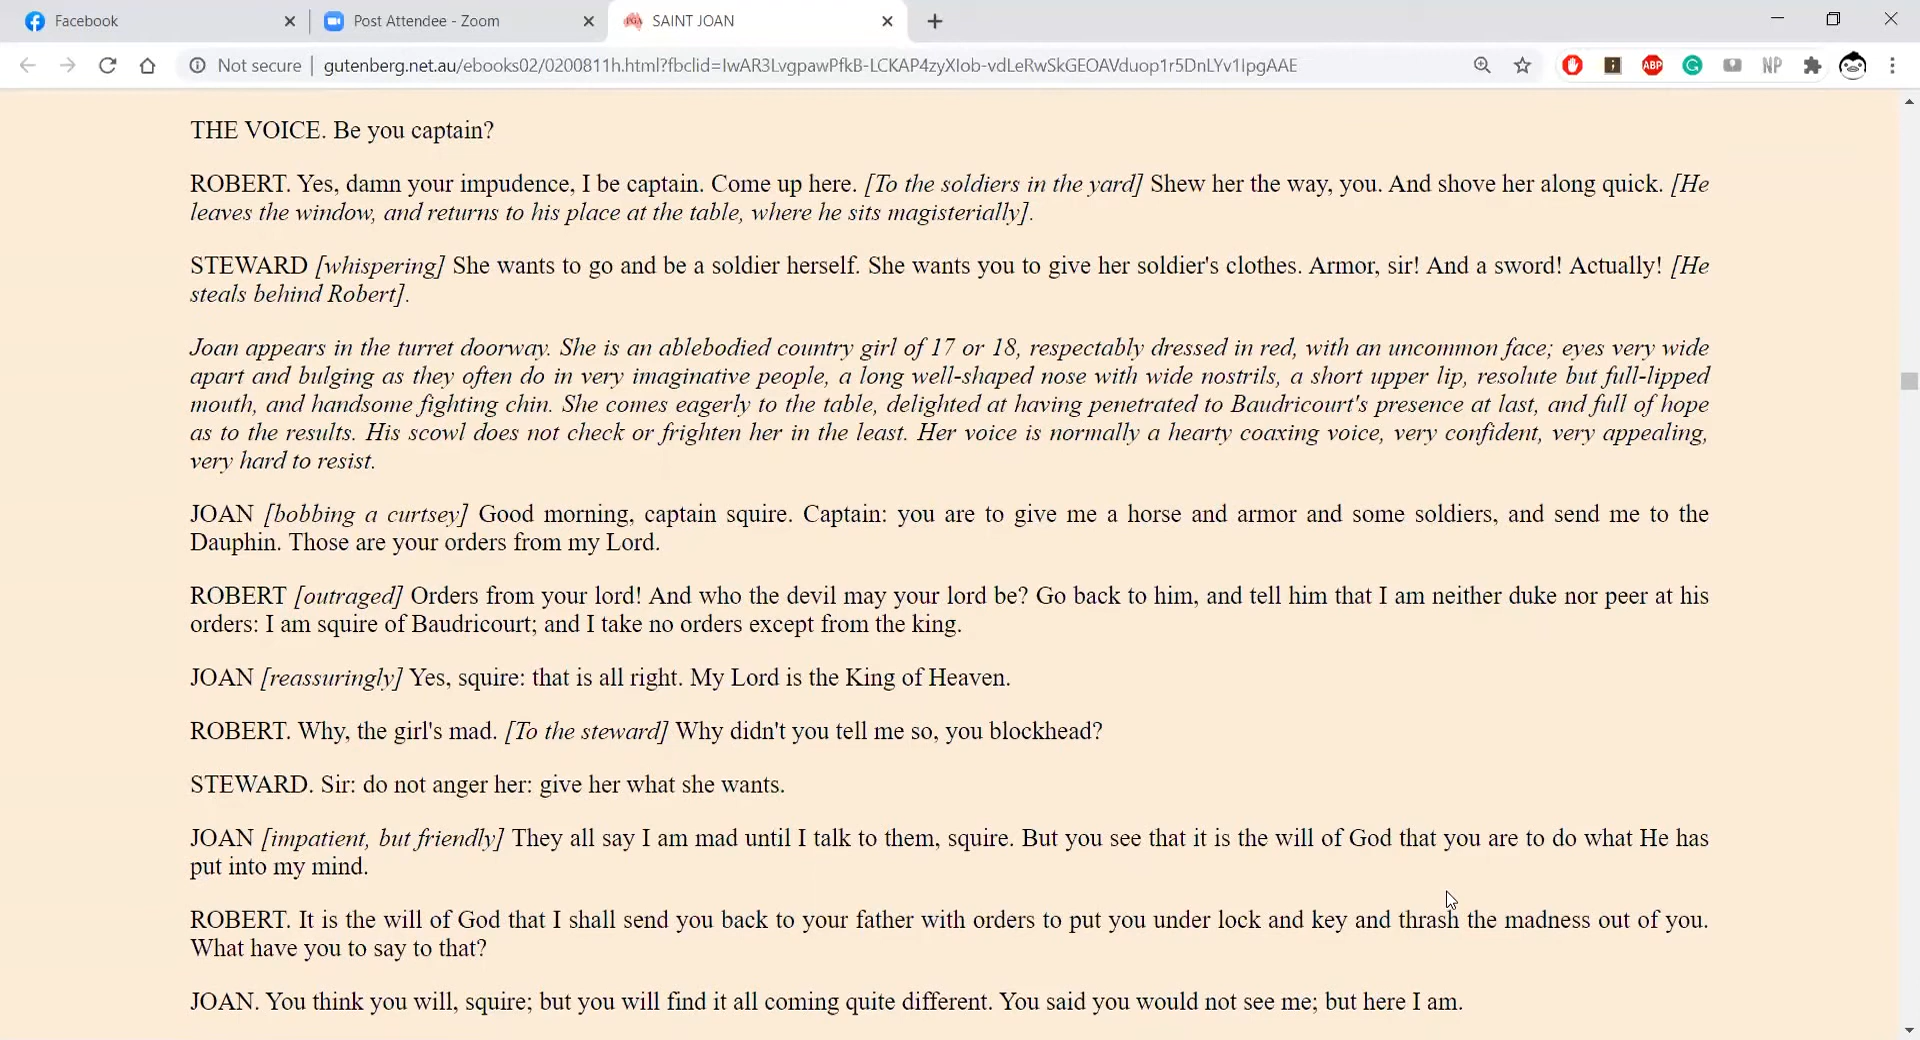 Facebook
Post Attendee - Zoom
SAINT JOAN
Not secure
gutenberg.net.au/ebooks02/0200811h.html?fbclid=IwAR3LvgpawPfkB-LCKAP4zyXIob-vdLeRwSkGEOAVduop1r5DnLYv1IpgAAE
ABP
NP
THE VOICE. Be you captain?
ROBERT. Yes, damn your impudence, I be captain. Come up here. [To the soldiers in the yard] Shew her the way, you. And shove her along quick. [He
leaves the window, and returns to his place at the table, where he sits magisterially].
STEWARD [whispering] She wants to go and be a soldier herself. She wants you to give her soldier's clothes. Armor, sir! And a sword! Actually! [He
steals behind Robert].
Joan appears in the turret doorway. She is an ablebodied country girl of 17 or 18, respectably dressed in red, with an uncommon face; eyes very wide
apart and bulging as they often do in very imaginative people, a long well-shaped nose with wide nostrils, a short upper lip, resolute but full-lipped
mouth, and handsome fighting chin. She comes eagerly to the table, delighted at having penetrated to Baudricourt's presence at last, and full of hope
as to the results. His scowl does not check or frighten her in the least. Her voice is normally a hearty coaxing voice, very confident, very appealing,
very hard to resist.
JOAN [bobbing a curtsey] Good morning, captain squire. Captain: you are to give me a horse and armor and some soldiers, and send me to the
Dauphin. Those are your orders from my Lord.
ROBERT [outraged] Orders from your lord! And who the devil may your lord be? Go back to him, and tell him that I am neither duke nor peer at his
orders: I am squire of Baudricourt; and I take no orders except from the king.
JOAN [reassuringly] Yes, squire: that is all right. My Lord is the King of Heaven.
ROBERT. Why, the girl's mad. [To the steward] Why didn't you tell me so, you blockhead?
STEWARD. Sir: do not anger her: give her what she wants.
JOAN [impatient, but friendly] They all say I am mad until I talk to them, squire. But you see that it is the will of God that you are to do what He has
put into my mind.
ROBERT. It is the will of God that I shall send you back to your father with orders to put you under lock and key and thrash the madness out of you.
What have you to say to that?
JOAN. You think you will, squire; but you will find it all coming quite different. You said you would not see me; but here I am.